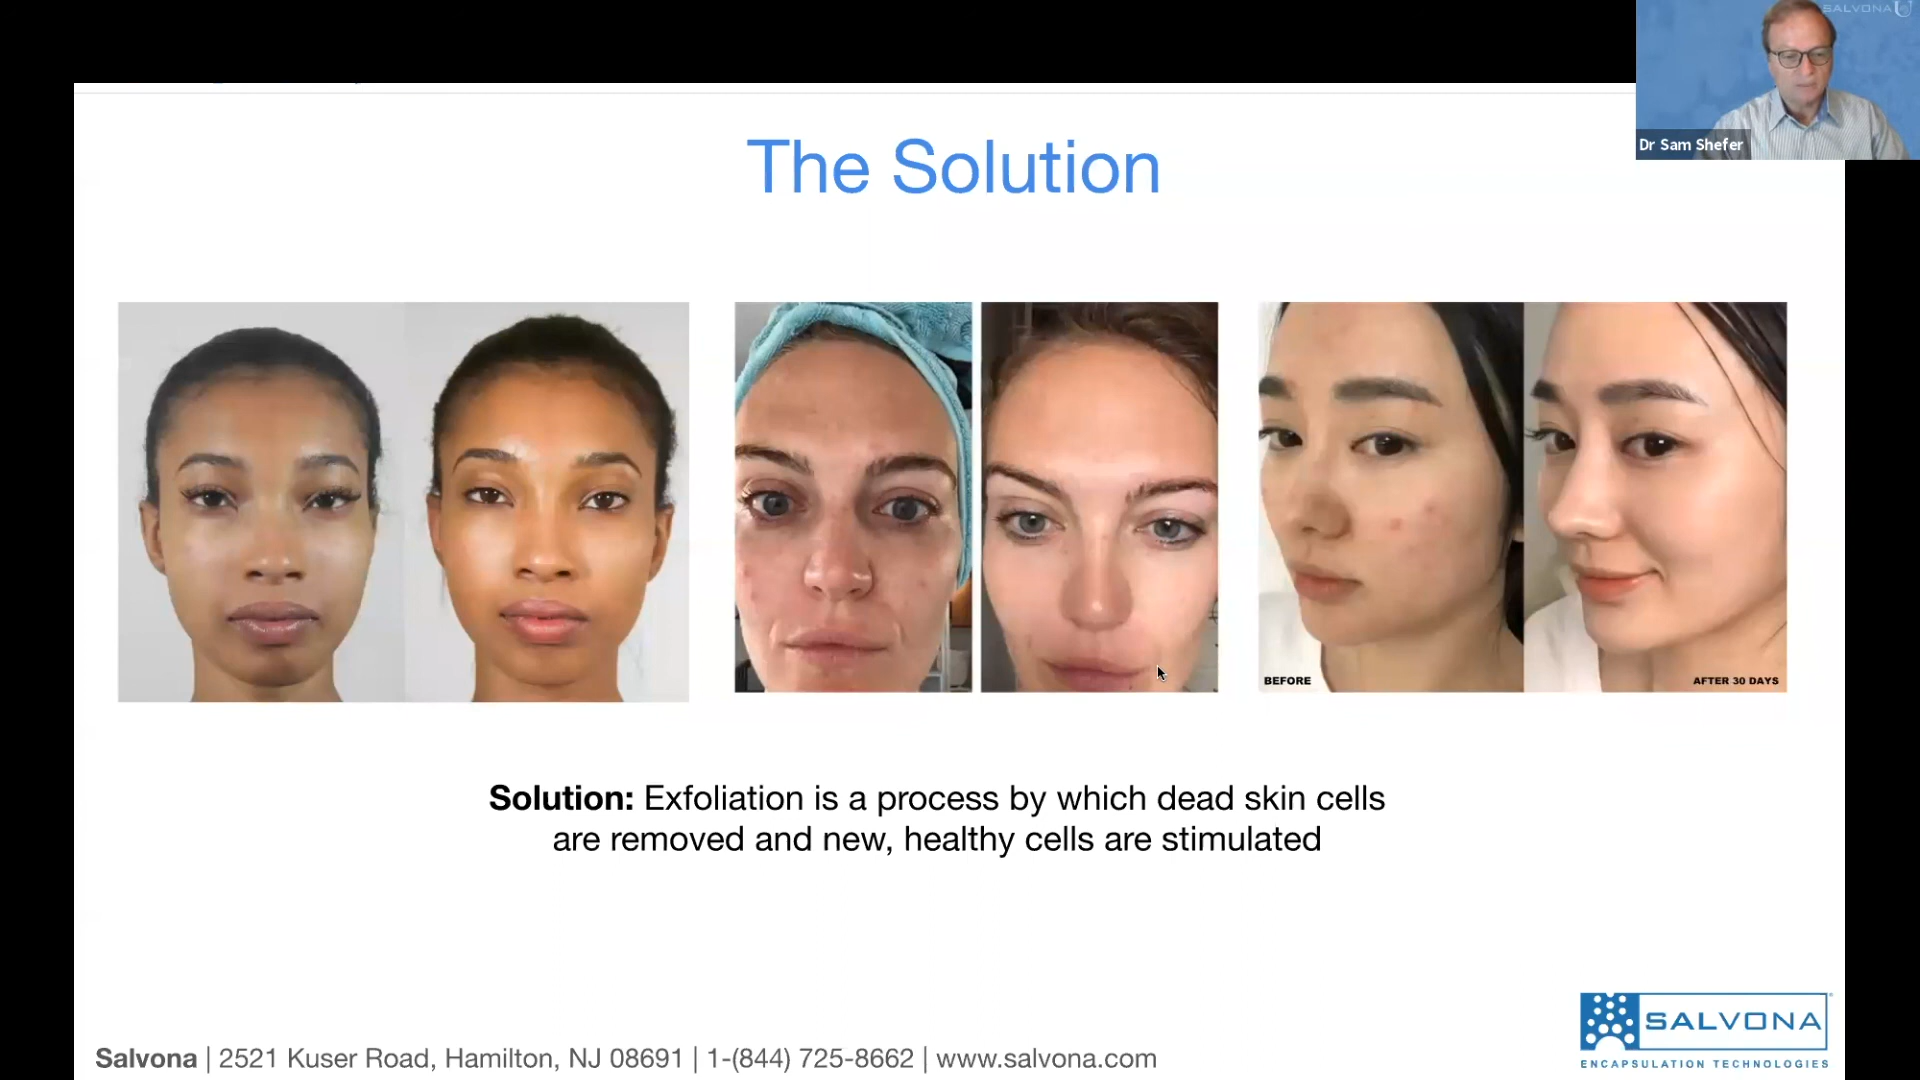 SALVONA
Dr Sam Shefer
The Solution
BEFORE
AFTER 30 DAYS
Solution: Exfoliation is a process by which dead skin cells
are removed and new, healthy cells are stimulated
SALVONA
ENCAPSULATION TECHNOLOGIES
Salvona | 2521 Kuser Road, Hamilton, NJ 08691 | 1-(844) 725-8662 | www.salvona.com